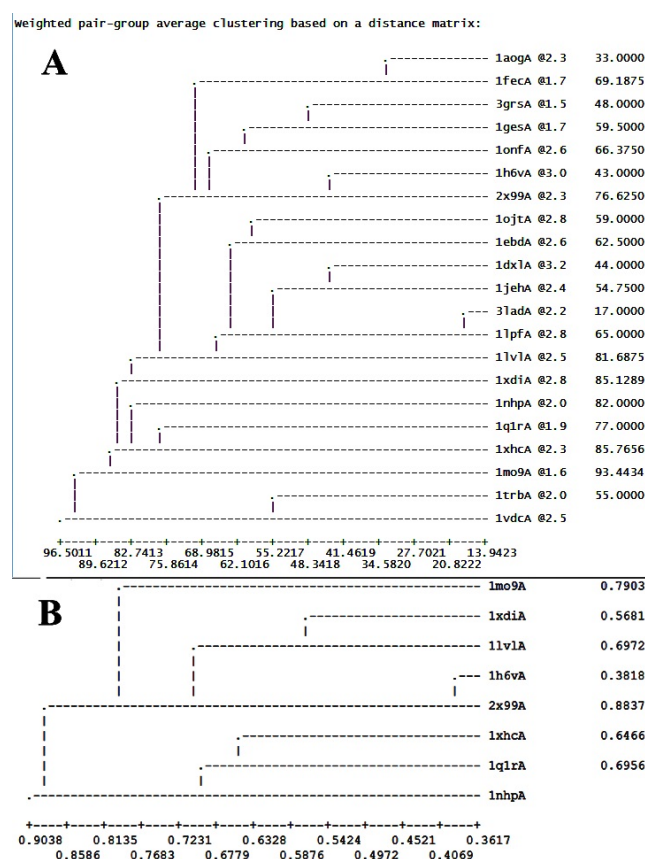 Weighted pair-group average clustering based on a distance matrix:
A
1aogA @2.3 33.0000
1fecA @1.7 69.1875
3grsA @1.5 48.0000
1gesA @1.7 59.5000
1onfA @2.6 66.3750
1h6vA @3.0 43.0000
2x99A @2.3 76.6250
1ojtA @2.8 59.0000
1ebdA @2.6 62.5000
1dxlA @3.2 44.0000
1jehA @2.4 54.7500
3ladA @2.2 17.0000
1lpfA @2.8 65.0000
1lvlA @2.5 81.6875
1xdiA @2.8 85.1289
1nhpA @2.0 82.0000
1q1rA @1.9 77.0000
1xhcA @2.3 85.7656
1mo9A @1.6 93.4434
1trbA @2.0 55.0000
1vdcA @2.5
96.5011 82.7413 68.9815 55.2217 41.4619 27.7021 13.9423
89.6212 75.8614 62.1016 48.3418 34.5820 20.8222
B
1mo9A 0.7903
1xdiA 0.5681
1lvlA 0.6972
1h6vA 0.3818
2x99A 0.8837
1xhcA 0.6466
1q1rA 0.6956
1nhpA
0.9038 0.8135 0.7231 0.6328 0.5424 0.4521 0.3617
0.8586 0.7683 0.6779 0.5876 0.4972 0.4069